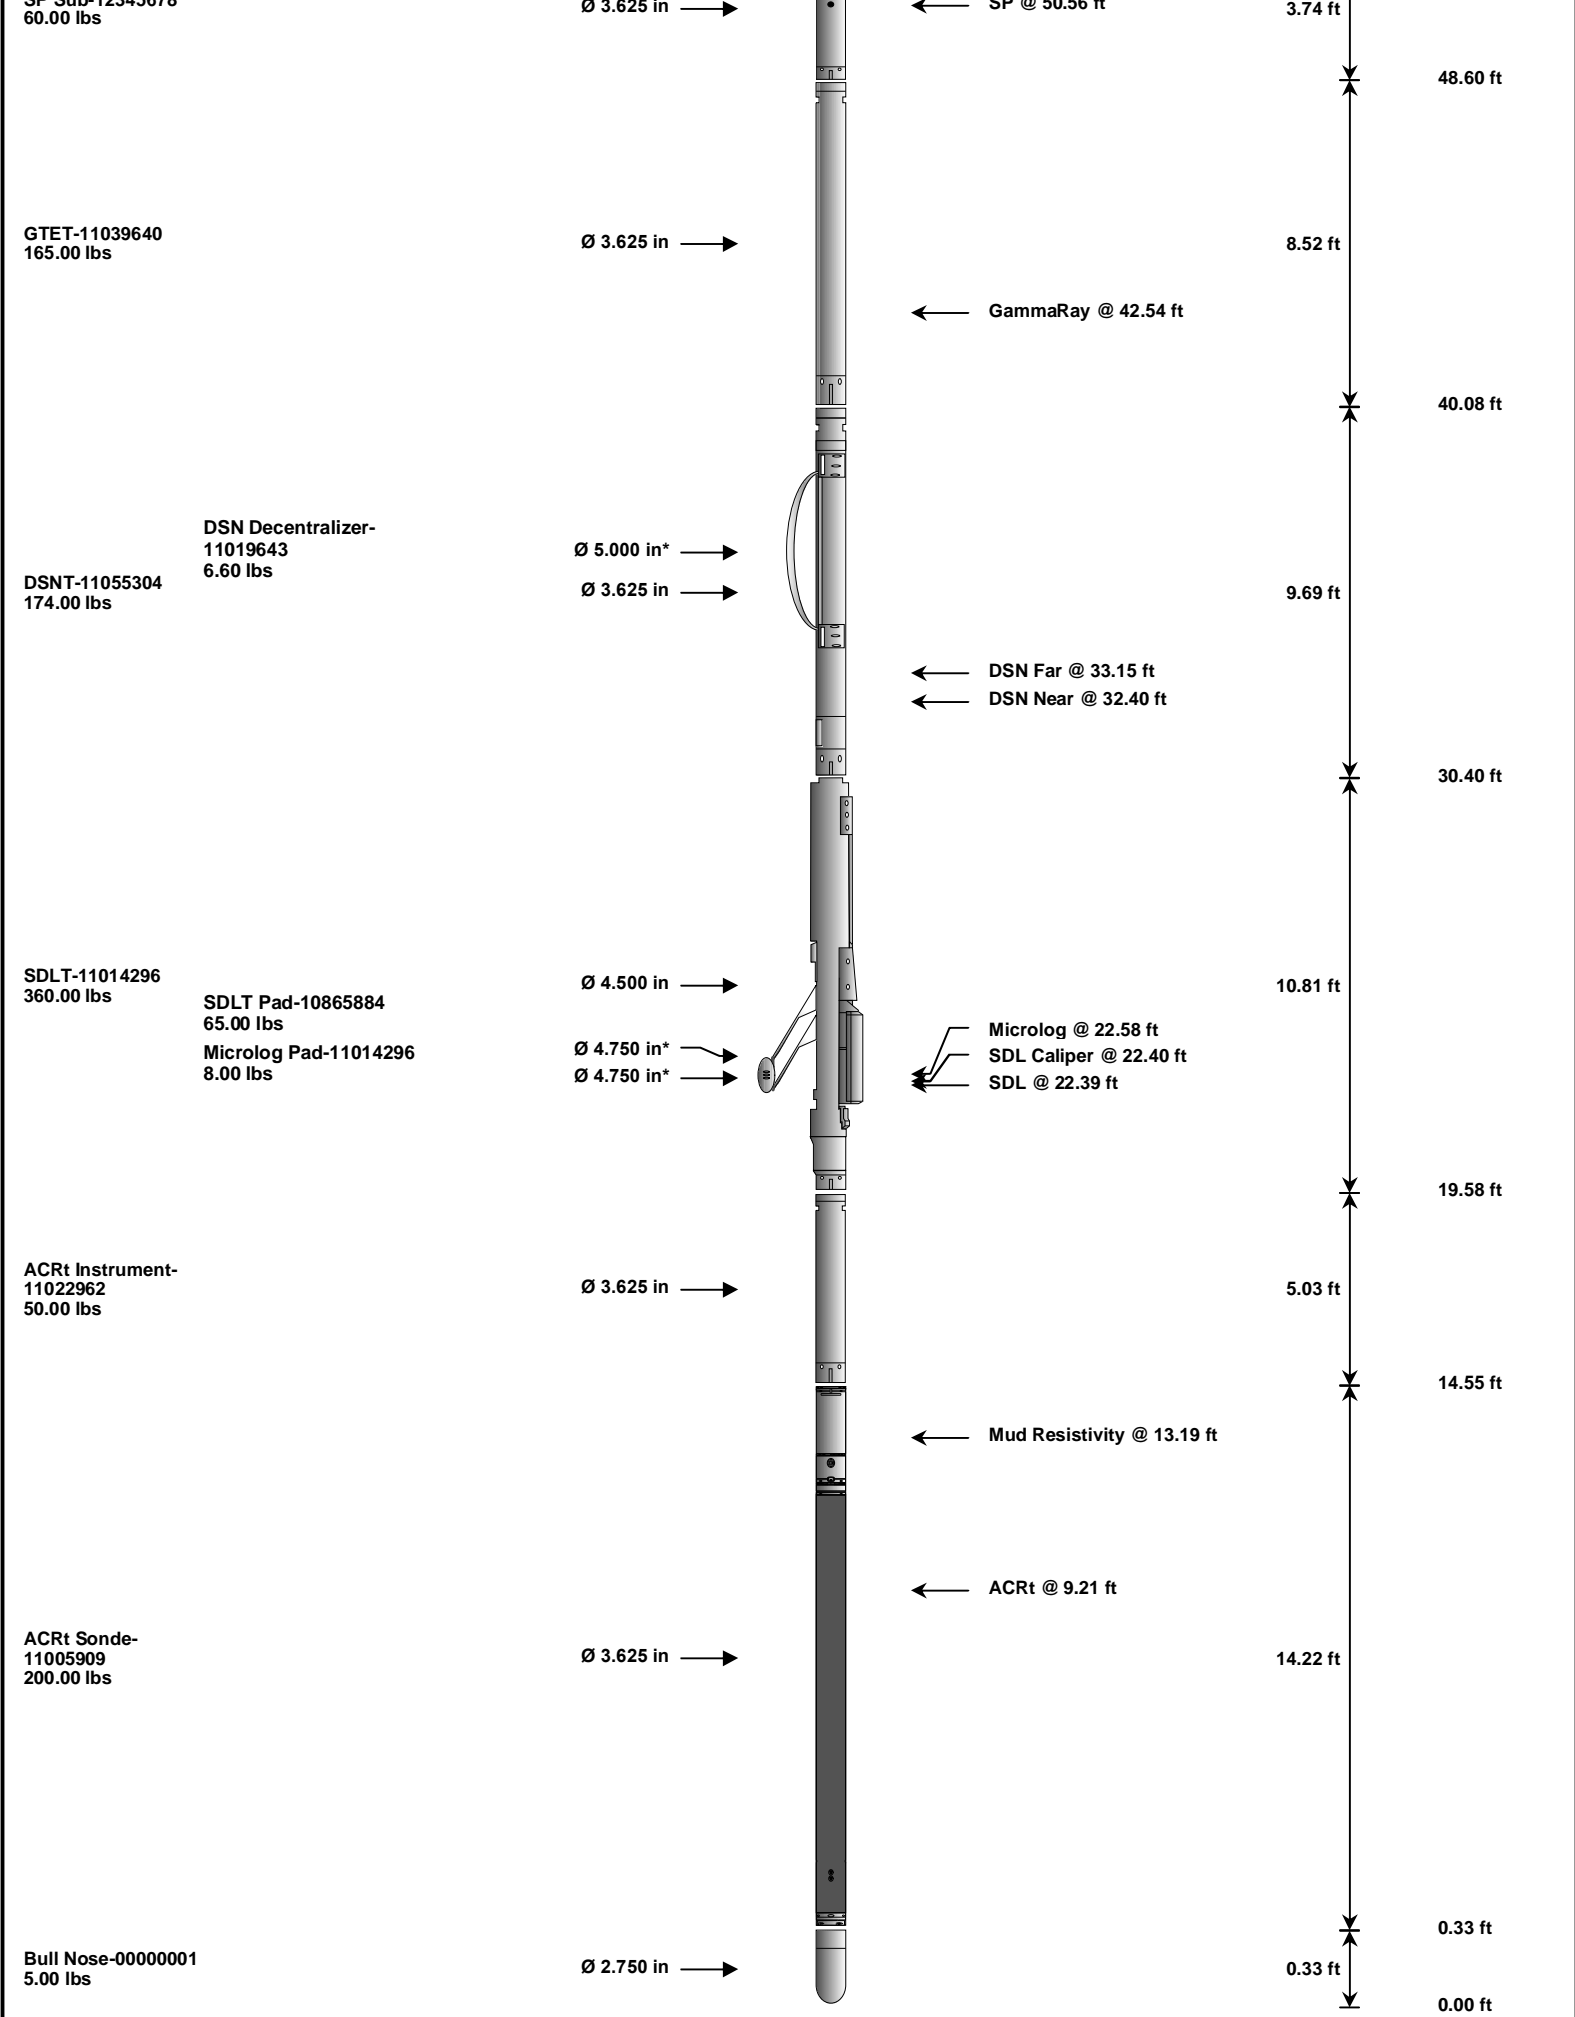 SP Sub-12345678
60.00 lbs
Ø 3.625 in
SP @ 50.56 ft
3.74 ft
48.60 ft
GTET-11039640
165.00 lbs
Ø 3.625 in
8.52 ft
GammaRay @ 42.54 ft
40.08 ft
DSN Decentralizer-
11019643
6.60 lbs
Ø 5.000 in*
DSNT-11055304
174.00 lbs
Ø 3.625 in
9.69 ft
DSN Far @ 33.15 ft
DSN Near @ 32.40 ft
30.40 ft
SDLT-11014296
360.00 lbs
Ø 4.500 in
10.81 ft
SDLT Pad-10865884
65.00 lbs
Microlog Pad-11014296
8.00 lbs
Ø 4.750 in*
Ø 4.750 in*
Microlog @ 22.58 ft
SDL Caliper @ 22.40 ft
SDL @ 22.39 ft
19.58 ft
ACRt Instrument-
11022962
50.00 lbs
Ø 3.625 in
5.03 ft
14.55 ft
Mud Resistivity @ 13.19 ft
ACRt @ 9.21 ft
ACRt Sonde-
11005909
200.00 lbs
Ø 3.625 in
14.22 ft
0.33 ft
Bull Nose-00000001
5.00 lbs
Ø 2.750 in
0.33 ft
0.00 ft